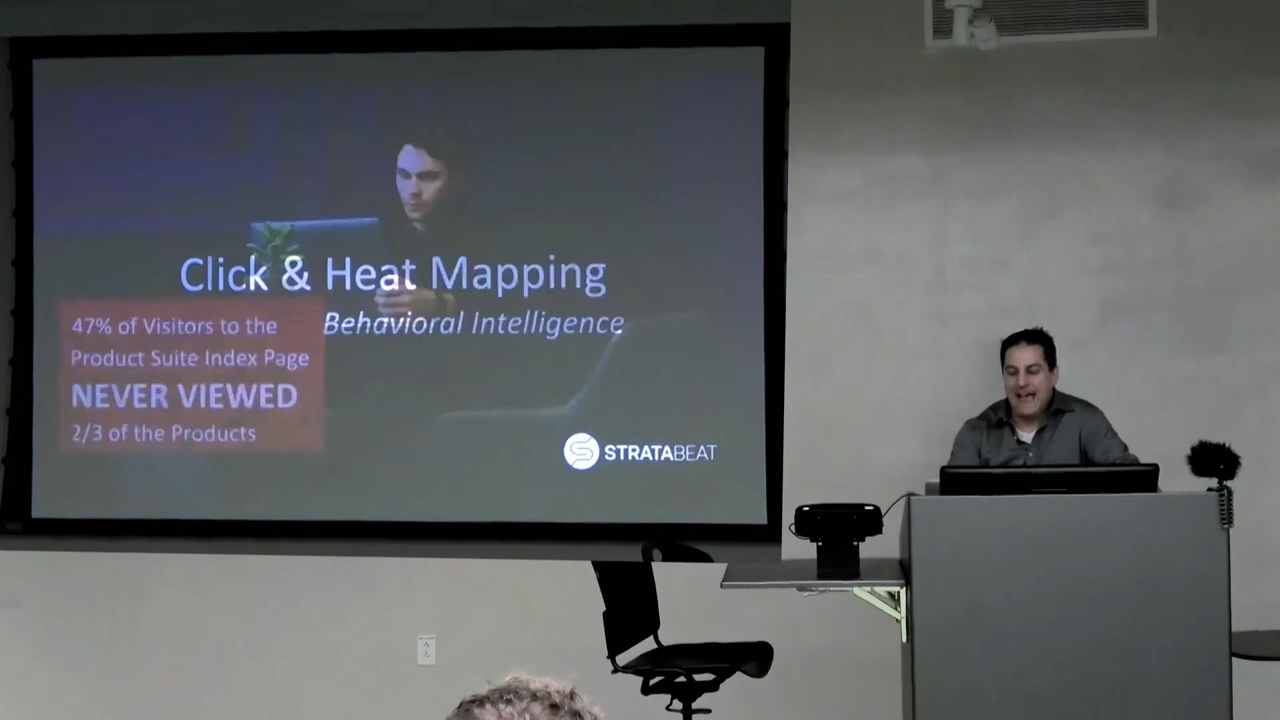 Click & Heat Mapping
Behavioral Intelligence
47% of Visitors to the
Product Suite Index Page
NEVER VIEWED
2/3 of the Products
STRATABEAT